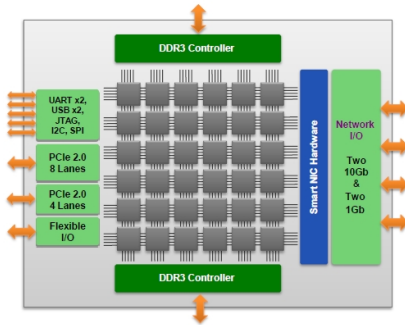 DDR3 Controller
UART x2,
USB x2,
JTAG,
I2C, SPI
PCIe 2.0
8 Lanes
PCIe 2.0
4 Lanes
Flexible
I/O
Smart NIC Hardware
Network
I/O
Two
10Gb
&
Two
1Gb
DDR3 Controller